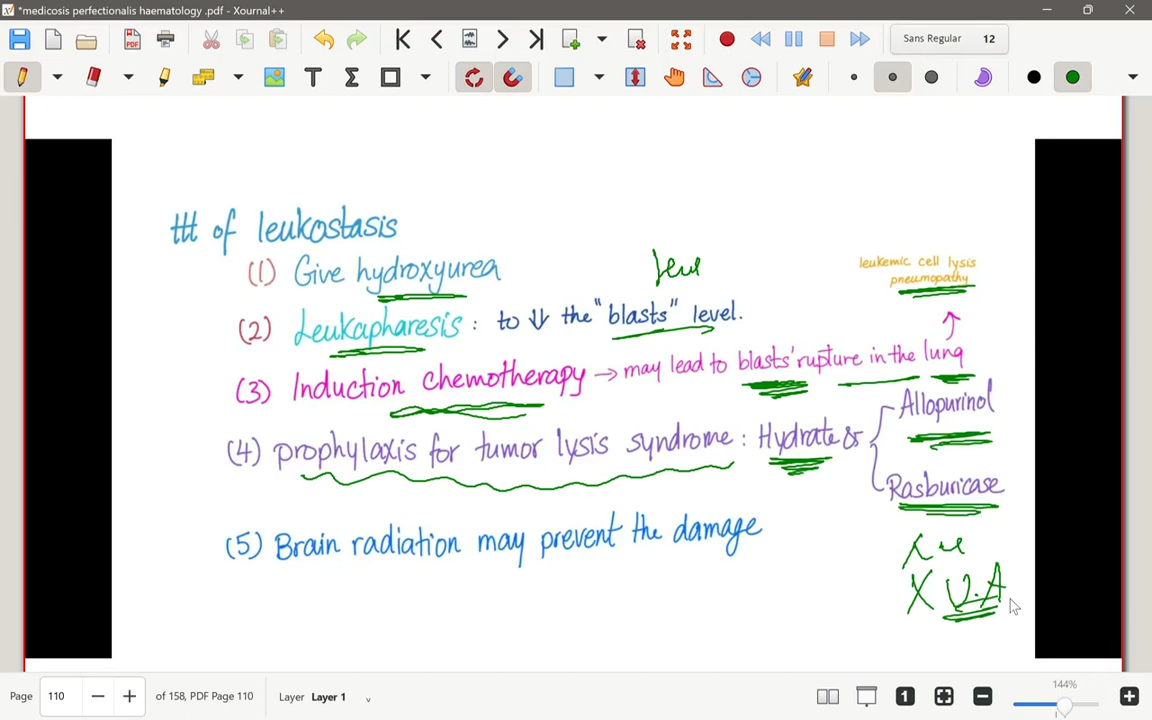 *medicosis perfectionalis haematology .pdf - Xournal++
Sans Regular 12
ttt of leukostasis
(1) Give hydroxyurea
leukemic cell lysis
pneumopathy
(2) Leukapharesis : to ↓↓ the "blasts" level.
(3) Induction chemotherapy → may lead to blasts' rupture in the lung
(4) prophylaxis for tumor lysis syndrome : Hydrate &
Allopurinol
Rasburicase
(5) Brain radiation may prevent the damage
X U.A
Page 110 of 158, PDF Page 110 Layer Layer 1
144%